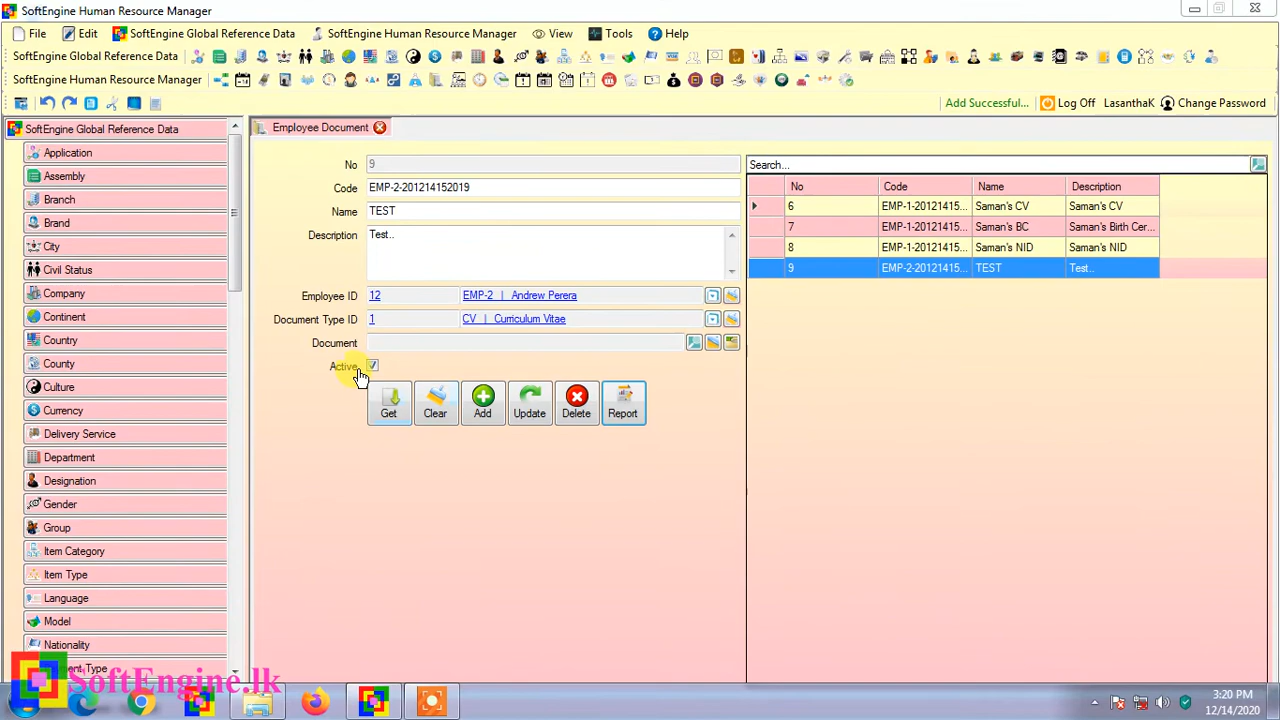 SoftEngine Human Resource Manager
File Edit SoftEngine Global Reference Data SoftEngine Human Resource Manager View Tools Help
SoftEngine Global Reference Data
SoftEngine Human Resource Manager
Add Successful... Log Off LasanthaK Change Password
SoftEngine Global Reference Data
Application
Assembly
Branch
Brand
City
Civil Status
Company
Continent
Country
County
Culture
Currency
Delivery Service
Department
Designation
Gender
Group
Item Category
Item Type
Language
Model
Nationality
Employee Document
No 9
Code EMP-2-201214152019
Name TEST
Description Test..
Employee ID 12 EMP-2 | Andrew Perera
Document Type ID 1 CV | Curriculum Vitae
Document
Active
Get Clear Add Update Delete Report
Search...
No Code Name Description
6 EMP-1-20121415... Saman's CV Saman's CV
7 EMP-1-20121415... Saman's BC Saman's Birth Cer...
8 EMP-1-20121415... Saman's NID Saman's NID
9 EMP-2-20121415... TEST Test..
SoftEngine.lk
3:20 PM
12/14/2020